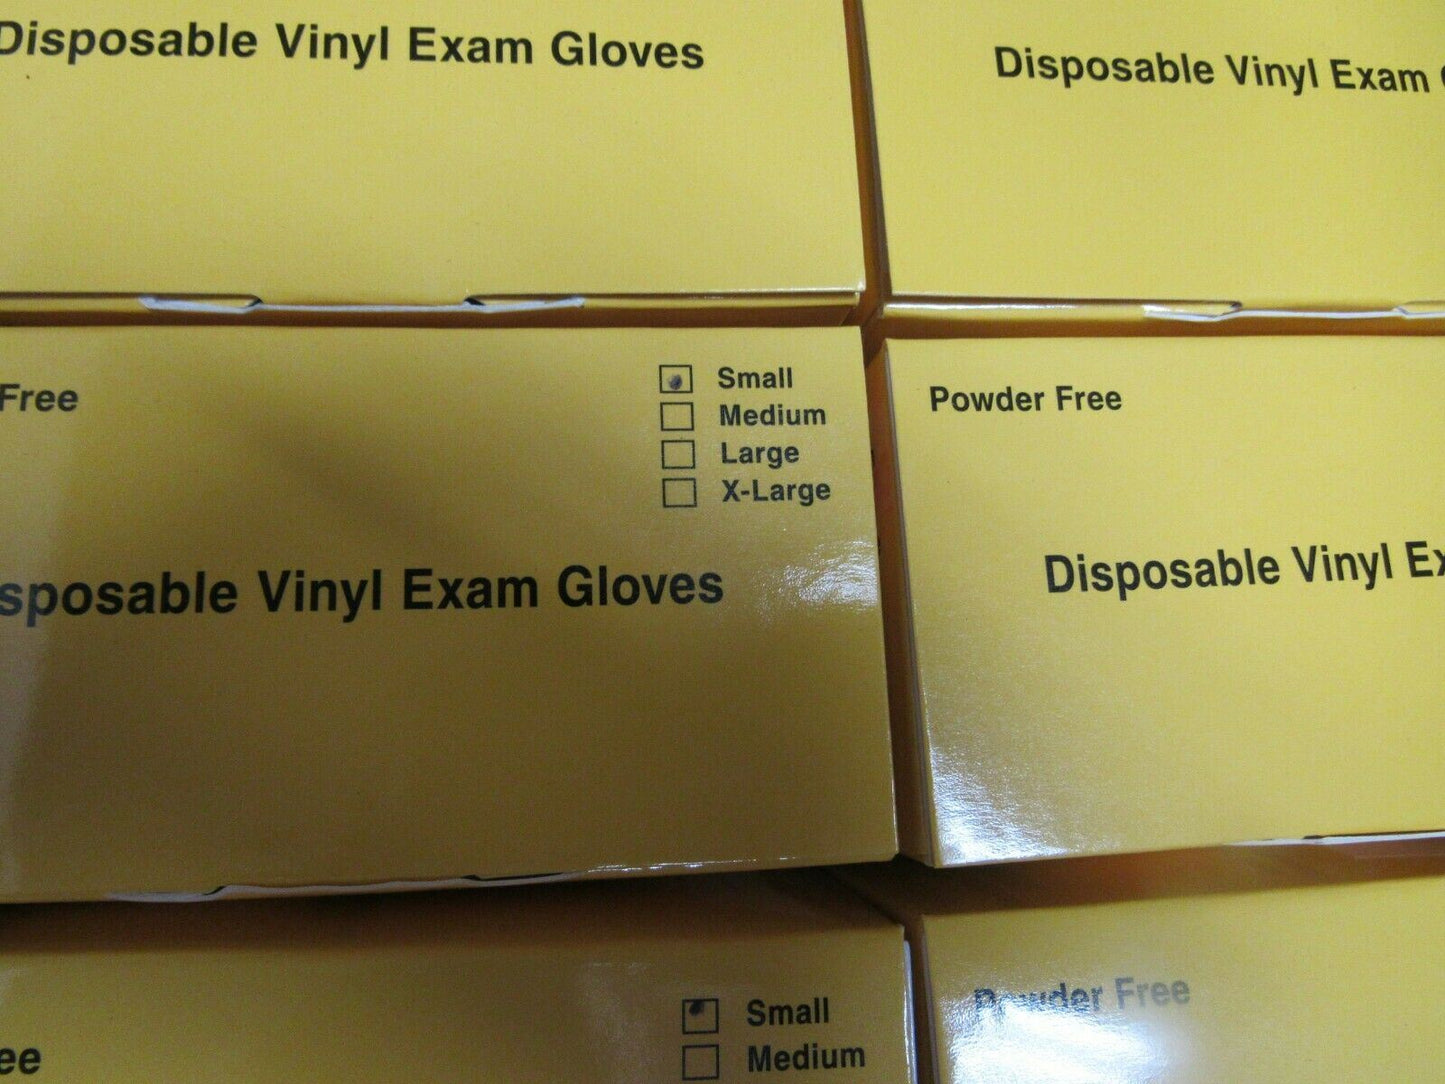 Disposable Vinyl Exam Gloves
Disposable Vinyl Exam
Free
Small
Medium
Large
X-Large
sposable Vinyl Exam Gloves
Powder Free
Disposable Vinyl Ex
ee
Small
Medium
Powder Free